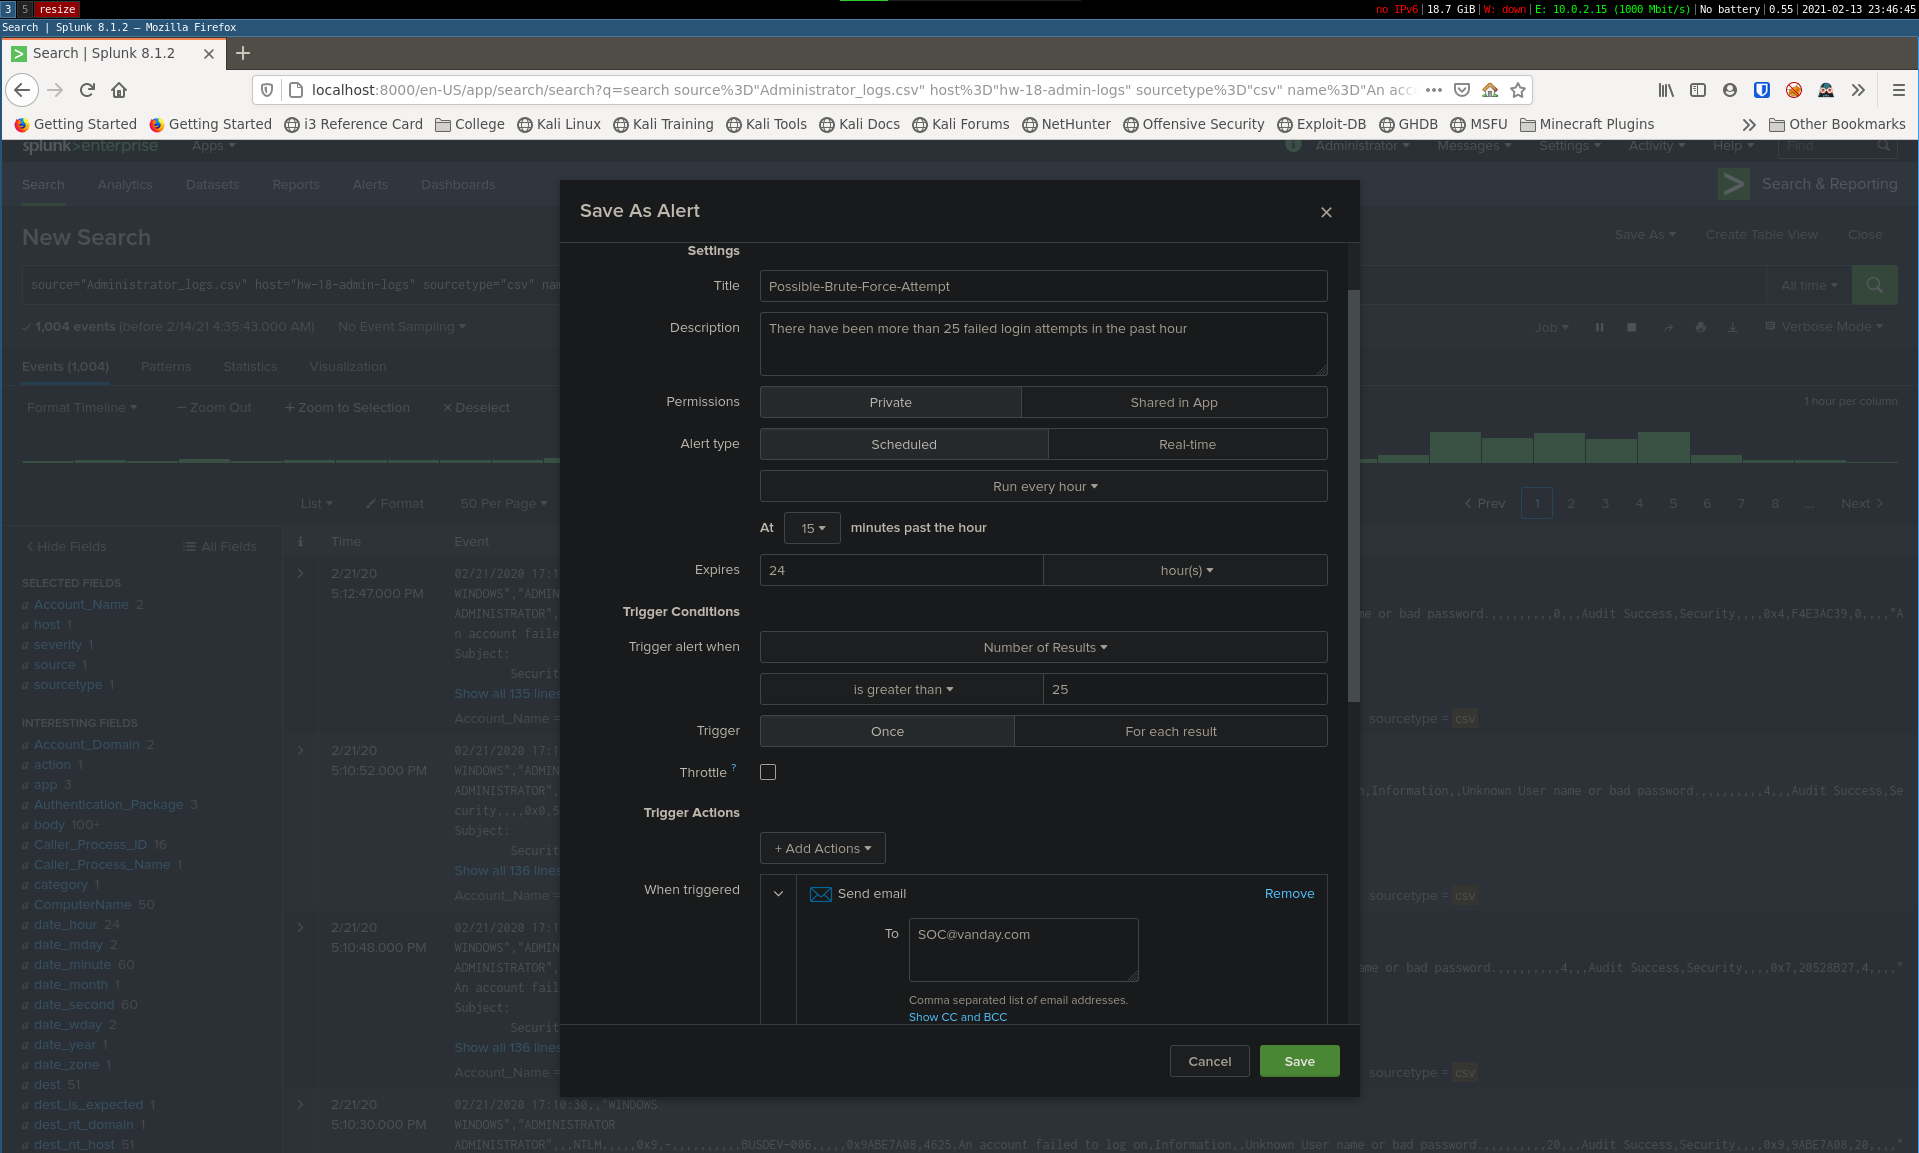 3 5 resize
no IPv6 | 18.7 GiB | W: down | E: 10.0.2.15 (1000 Mbit/s) | No battery | 0.55 | 2021-02-13 23:46:45
Search | Splunk 8.1.2 — Mozilla Firefox
Search | Splunk 8.1.2
localhost:8000/en-US/app/search/search?q=search source%3D"Administrator_logs.csv" host%3D"hw-18-admin-logs" sourcetype%3D"csv" name%3D"An acc
Getting Started Getting Started i3 Reference Card College Kali Linux Kali Training Kali Tools Kali Docs Kali Forums NetHunter Offensive Security Exploit-DB GHDB MSFU Minecraft Plugins Other Bookmarks
splunk>enterprise Apps Administrator Messages Settings Activity Help Find
Search Analytics Datasets Reports Alerts Dashboards Search & Reporting
New Search Save As Create Table View Close
source="Administrator_logs.csv" host="hw-18-admin-logs" sourcetype="csv" nam All time
1,004 events (before 2/14/21 4:35:43.000 AM) No Event Sampling Job Verbose Mode
Events (1,004) Patterns Statistics Visualization
Format Timeline — Zoom Out + Zoom to Selection × Deselect 1 hour per column
List Format 50 Per Page < Prev 1 2 3 4 5 6 7 8 ... Next >
< Hide Fields All Fields i Time Event
SELECTED FIELDS
a Account_Name 2
a host 1
a severity 1
a source 1
a sourcetype 1
INTERESTING FIELDS
a Account_Domain 2
a action 1
a app 3
a Authentication_Package 3
a body 100+
a Caller_Process_ID 16
a Caller_Process_Name 1
a category 1
a ComputerName 50
a date_hour 24
a date_mday 2
a date_minute 60
a date_month 1
a date_second 60
a date_wday 2
a date_year 1
a date_zone 1
a dest 51
a dest_is_expected 1
a dest_nt_domain 1
a dest_nt_host 51
2/21/20
5:12:47.000 PM
02/21/2020 17:1
WINDOWS","ADMIN
ADMINISTRATOR", me or bad password.,,,,,,,,,0,,,Audit Success,Security,,,,0x4,F4E3AC39,0,,,,"A
n account faile
Subject:
Securit
Show all 135 lines
Account_Name = sourcetype = csv
2/21/20
5:10:52.000 PM
02/21/2020 17:1
WINDOWS","ADMIN
ADMINISTRATOR", n,Information,,Unknown User name or bad password.,,,,,,,,,4,,,Audit Success,Se
curity,,,,0x0,5
Subject:
Securit
Show all 136 lines
Account_Name = sourcetype = csv
2/21/20
5:10:48.000 PM
02/21/2020 17:1
WINDOWS","ADMIN
ADMINISTRATOR", me or bad password.,,,,,,,,,4,,,Audit Success,Security,,,,0x7,20528B27,4,,,,"
An account fail
Subject:
Securit
Show all 136 lines
Account_Name = sourcetype = csv
2/21/20
5:10:30.000 PM
02/21/2020 17:10:30,,"WINDOWS
WINDOWS","ADMINISTRATOR
ADMINISTRATOR",,,NTLM,,,,,0x9,-,,,,,,,,,BUSDEV-006,,,,,0x9ABE7A08,4625,An account failed to log on,Information,,Unknown User name or bad password.,,,,,,,,,20,,,Audit Success,Security,,,,0x9,9ABE7A08,20,,,,"
Save As Alert
Settings
Title Possible-Brute-Force-Attempt
Description There have been more than 25 failed login attempts in the past hour
Permissions Private Shared in App
Alert type Scheduled Real-time
Run every hour
At 15 minutes past the hour
Expires 24 hour(s)
Trigger Conditions
Trigger alert when Number of Results
is greater than 25
Trigger Once For each result
Throttle ?
Trigger Actions
+ Add Actions
When triggered Send email Remove
To SOC@vanday.com
Comma separated list of email addresses.
Show CC and BCC
Cancel Save